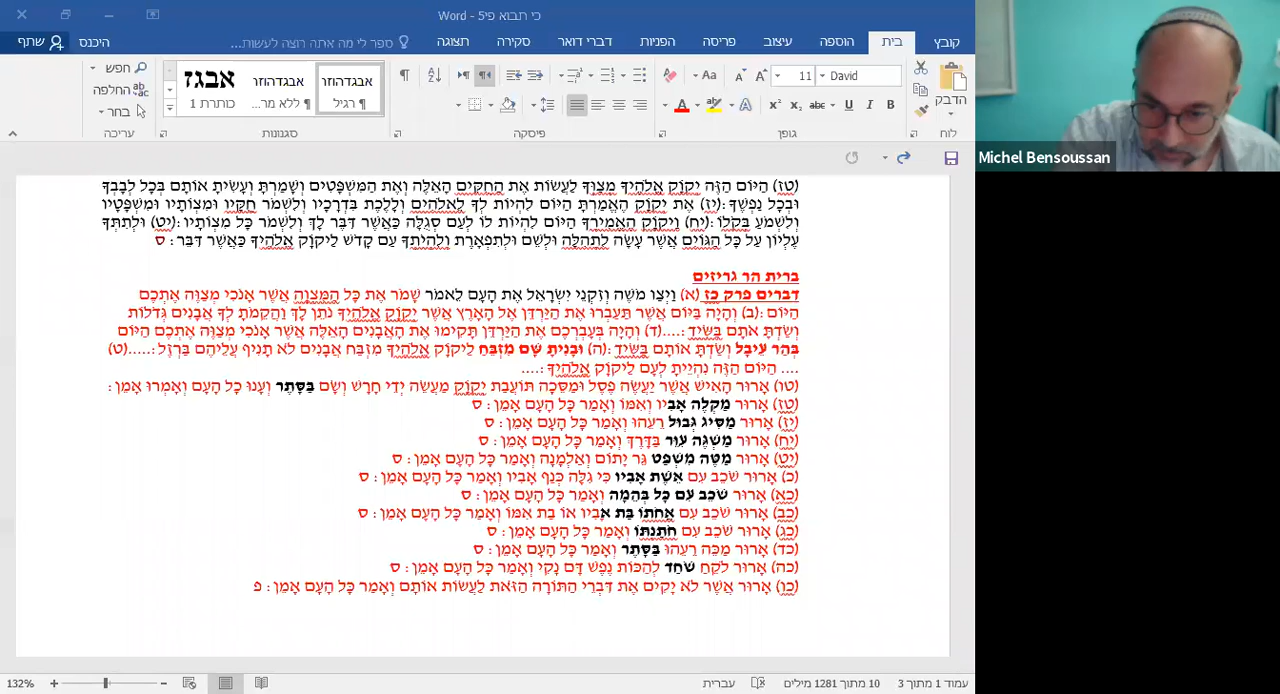 כי תבוא פי5 - Word
קובץ בית הוספה עיצוב פריסה הפניות דברי דואר סקירה תצוגה ספר לי מה אתה רוצה לעשות... היכנס שתף
הדבק
David 11
אבגדהוזר אבגדהוזר אבגז
רגיל ללא מר... כותרת 1
חפש
החלפה
בחר
לוח גופן פיסקה סגנונות עריכה
Michel Bensoussan
(טז) הַיּוֹם הַזֶּה יְקֹוָק אֱלֹהֶיךָ מְצַוְּךָ לַעֲשׂוֹת אֶת הַחֻקִּים הָאֵלֶּה וְאֶת הַמִּשְׁפָּטִים וְשָׁמַרְתָּ וְעָשִׂיתָ אוֹתָם בְּכָל לְבָבְךָ
וּבְכָל נַפְשֶׁךָ: (יז) אֶת יְקֹוָק הֶאֱמַרְתָּ הַיּוֹם לִהְיוֹת לְךָ לֵאלֹהִים וְלָלֶכֶת בִּדְרָכָיו וְלִשְׁמֹר חֻקָּיו וּמִצְוֹתָיו וּמִשְׁפָּטָיו
וְלִשְׁמֹעַ בְּקֹלוֹ: (יח) וַיקֹוָק הֶאֱמִירְךָ הַיּוֹם לִהְיוֹת לוֹ לְעַם סְגֻלָּה כַּאֲשֶׁר דִּבֶּר לָךְ וְלִשְׁמֹר כָּל מִצְוֹתָיו: (יט) וּלְתִתְּךָ
עֶלְיוֹן עַל כָּל הַגּוֹיִם אֲשֶׁר עָשָׂה לִתְהִלָּה וּלְשֵׁם וּלְתִפְאָרֶת וְלִהְיֹתְךָ עַם קָדֹשׁ לַיקֹוָק אֱלֹהֶיךָ כַּאֲשֶׁר דִּבֵּר: ס
ברית הר גריזים
דברים פרק כז (א) וַיְצַו מֹשֶׁה וְזִקְנֵי יִשְׂרָאֵל אֶת הָעָם לֵאמֹר שָׁמֹר אֶת כָּל הַמִּצְוָה אֲשֶׁר אָנֹכִי מְצַוֶּה אֶתְכֶם
הַיּוֹם: (ב) וְהָיָה בַּיּוֹם אֲשֶׁר תַּעַבְרוּ אֶת הַיַּרְדֵּן אֶל הָאָרֶץ אֲשֶׁר יְקֹוָק אֱלֹהֶיךָ נֹתֵן לָךְ וַהֲקֵמֹתָ לְךָ אֲבָנִים גְּדֹלוֹת
וְשַׂדְתָּ אֹתָם בַּשִּׂיד:....(ד) וְהָיָה בְּעָבְרְכֶם אֶת הַיַּרְדֵּן תָּקִימוּ אֶת הָאֲבָנִים הָאֵלֶּה אֲשֶׁר אָנֹכִי מְצַוֶּה אֶתְכֶם הַיּוֹם
בְּהַר עֵיבָל וְשַׂדְתָּ אוֹתָם בַּשִּׂיד: (ה) וּבָנִיתָ שָּׁם מִזְבֵּחַ לַיקֹוָק אֱלֹהֶיךָ מִזְבַּח אֲבָנִים לֹא תָנִיף עֲלֵיהֶם בַּרְזֶל:.....(ט)
.... הַיּוֹם הַזֶּה נִהְיֵיתָ לְעָם לַיקֹוָק אֱלֹהֶיךָ:....
(טו) אָרוּר הָאִישׁ אֲשֶׁר יַעֲשֶׂה פֶסֶל וּמַסֵּכָה תּוֹעֲבַת יְקֹוָק מַעֲשֵׂה יְדֵי חָרָשׁ וְשָׂם בַּסָּתֶר וְעָנוּ כָל הָעָם וְאָמְרוּ אָמֵן:
(טז) אָרוּר מַקְלֶה אָבִיו וְאִמּוֹ וְאָמַר כָּל הָעָם אָמֵן: ס
(יז) אָרוּר מַסִּיג גְּבוּל רֵעֵהוּ וְאָמַר כָּל הָעָם אָמֵן: ס
(יח) אָרוּר מַשְׁגֶּה עִוֵּר בַּדָּרֶךְ וְאָמַר כָּל הָעָם אָמֵן: ס
(יט) אָרוּר מַטֶּה מִשְׁפַּט גֵּר יָתוֹם וְאַלְמָנָה וְאָמַר כָּל הָעָם אָמֵן: ס
(כ) אָרוּר שֹׁכֵב עִם אֵשֶׁת אָבִיו כִּי גִלָּה כְּנַף אָבִיו וְאָמַר כָּל הָעָם אָמֵן: ס
(כא) אָרוּר שֹׁכֵב עִם כָּל בְּהֵמָה וְאָמַר כָּל הָעָם אָמֵן: ס
(כב) אָרוּר שֹׁכֵב עִם אֲחֹתוֹ בַּת אָבִיו אוֹ בַת אִמּוֹ וְאָמַר כָּל הָעָם אָמֵן: ס
(כג) אָרוּר שֹׁכֵב עִם חֹתַנְתּוֹ וְאָמַר כָּל הָעָם אָמֵן: ס
(כד) אָרוּר מַכֵּה רֵעֵהוּ בַּסָּתֶר וְאָמַר כָּל הָעָם אָמֵן: ס
(כה) אָרוּר לֹקֵחַ שֹׁחַד לְהַכּוֹת נֶפֶשׁ דָּם נָקִי וְאָמַר כָּל הָעָם אָמֵן: ס
(כו) אָרוּר אֲשֶׁר לֹא יָקִים אֶת דִּבְרֵי הַתּוֹרָה הַזֹּאת לַעֲשׂוֹת אוֹתָם וְאָמַר כָּל הָעָם אָמֵן: פ
עמוד 1 מתוך 3 10 מתוך 1281 מילים עברית 132%